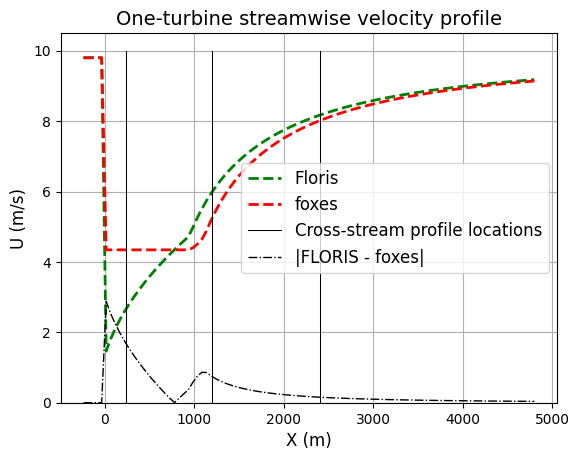 One-turbine streamwise velocity profile
10
8
6
4
2
0
U (m/s)
Floris
foxes
Cross-stream profile locations
|FLORIS - foxes|
0
1000
2000
3000
4000
5000
X (m)